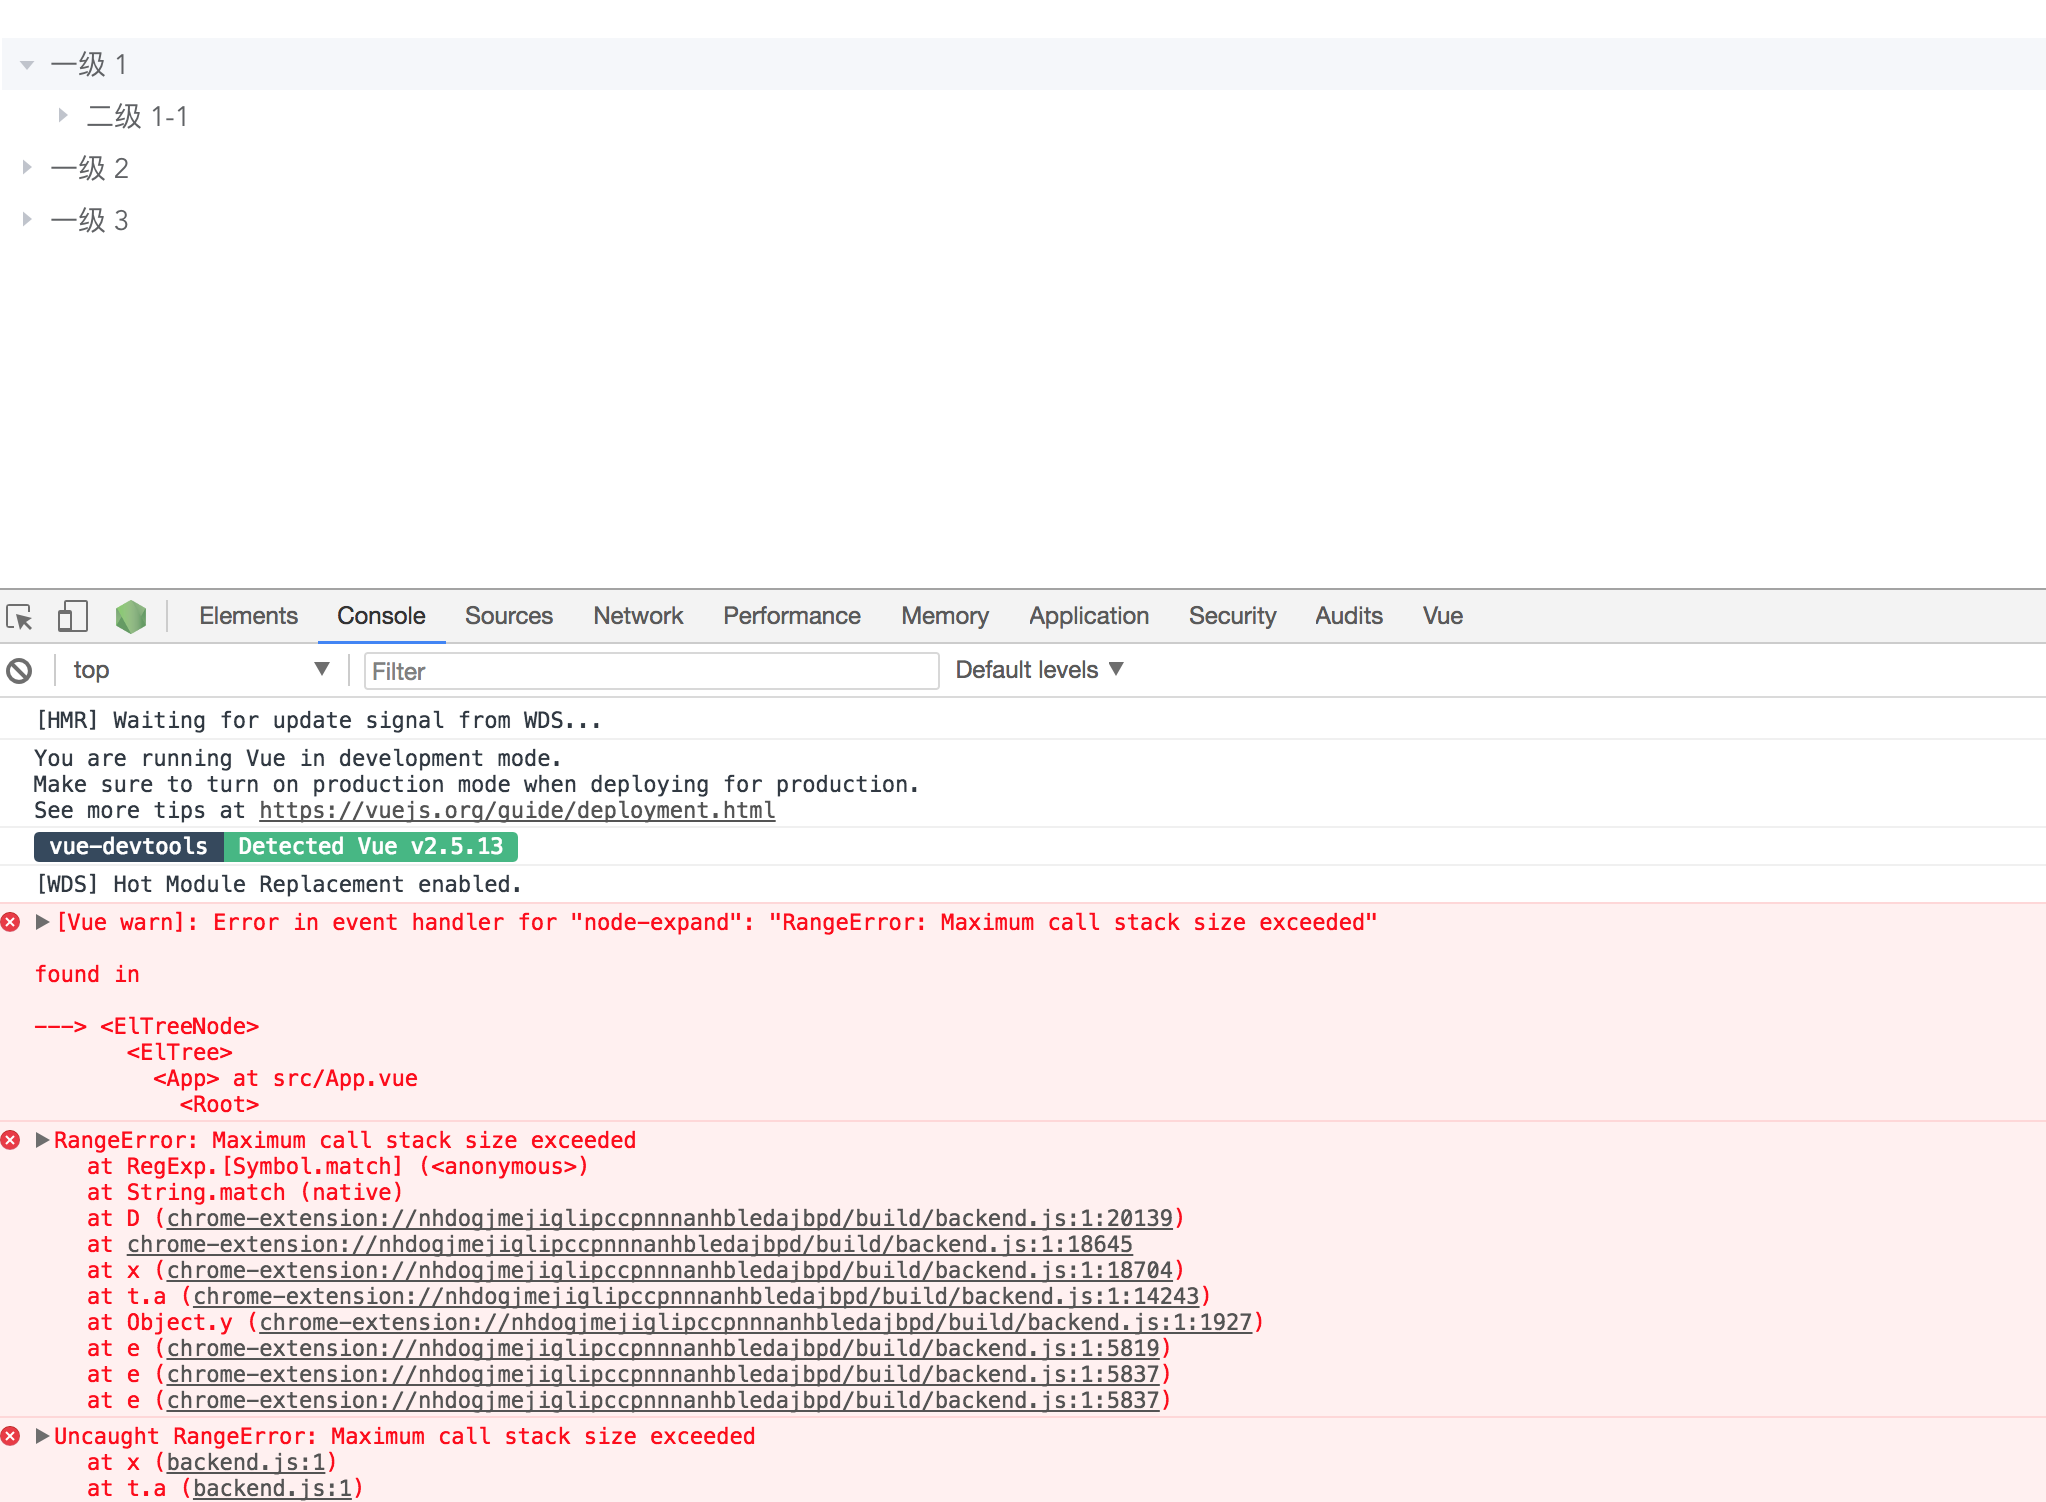 一级 1
二级 1-1
一级 2
一级 3
Elements Console Sources Network Performance Memory Application Security Audits Vue
top Filter Default levels
[HMR] Waiting for update signal from WDS...
You are running Vue in development mode.
Make sure to turn on production mode when deploying for production.
See more tips at https://vuejs.org/guide/deployment.html
vue-devtools Detected Vue v2.5.13
[WDS] Hot Module Replacement enabled.
[Vue warn]: Error in event handler for "node-expand": "RangeError: Maximum call stack size exceeded"
found in
---> <ElTreeNode>
<ElTree>
<App> at src/App.vue
<Root>
RangeError: Maximum call stack size exceeded
at RegExp.[Symbol.match] (<anonymous>)
at String.match (native)
at D (chrome-extension://nhdogjmejiglipccpnnnanhbledajbpd/build/backend.js:1:20139)
at chrome-extension://nhdogjmejiglipccpnnnanhbledajbpd/build/backend.js:1:18645
at x (chrome-extension://nhdogjmejiglipccpnnnanhbledajbpd/build/backend.js:1:18704)
at t.a (chrome-extension://nhdogjmejiglipccpnnnanhbledajbpd/build/backend.js:1:14243)
at Object.y (chrome-extension://nhdogjmejiglipccpnnnanhbledajbpd/build/backend.js:1:1927)
at e (chrome-extension://nhdogjmejiglipccpnnnanhbledajbpd/build/backend.js:1:5819)
at e (chrome-extension://nhdogjmejiglipccpnnnanhbledajbpd/build/backend.js:1:5837)
at e (chrome-extension://nhdogjmejiglipccpnnnanhbledajbpd/build/backend.js:1:5837)
Uncaught RangeError: Maximum call stack size exceeded
at x (backend.js:1)
at t.a (backend.js:1)